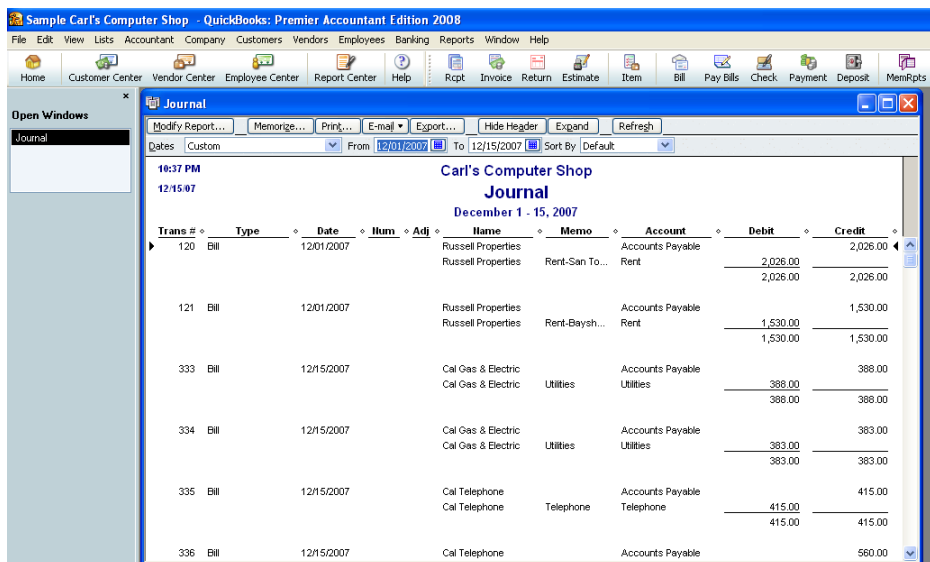 Sample Carl's Computer Shop - QuickBooks: Premier Accountant Edition 2008
File Edit View Lists Accountant Company Customers Vendors Employees Banking Reports Window Help
Home Customer Center Vendor Center Employee Center Report Center Help Rcpt Invoice Return Estimate Item Bill Pay Bills Check Payment Deposit MemRpts
Open Windows
Journal
Journal
Modify Report... Memorize... Print... E-mail Export... Hide Header Expand Refresh
Dates Custom From 12/01/2007 To 12/15/2007 Sort By Default
10:37 PM Carl's Computer Shop
12/15/07 Journal
December 1 - 15, 2007
Trans # Type Date Num Adj Name Memo Account Debit Credit
120 Bill 12/01/2007 Russell Properties Accounts Payable 2,026.00
Russell Properties Rent-San To... Rent 2,026.00
2,026.00 2,026.00
121 Bill 12/01/2007 Russell Properties Accounts Payable 1,530.00
Russell Properties Rent-Baysh... Rent 1,530.00
1,530.00 1,530.00
333 Bill 12/15/2007 Cal Gas & Electric Accounts Payable 388.00
Cal Gas & Electric Utilities Utilities 388.00
388.00 388.00
334 Bill 12/15/2007 Cal Gas & Electric Accounts Payable 383.00
Cal Gas & Electric Utilities Utilities 383.00
383.00 383.00
335 Bill 12/15/2007 Cal Telephone Accounts Payable 415.00
Cal Telephone Telephone Telephone 415.00
415.00 415.00
336 Bill 12/15/2007 Cal Telephone Accounts Payable 560.00